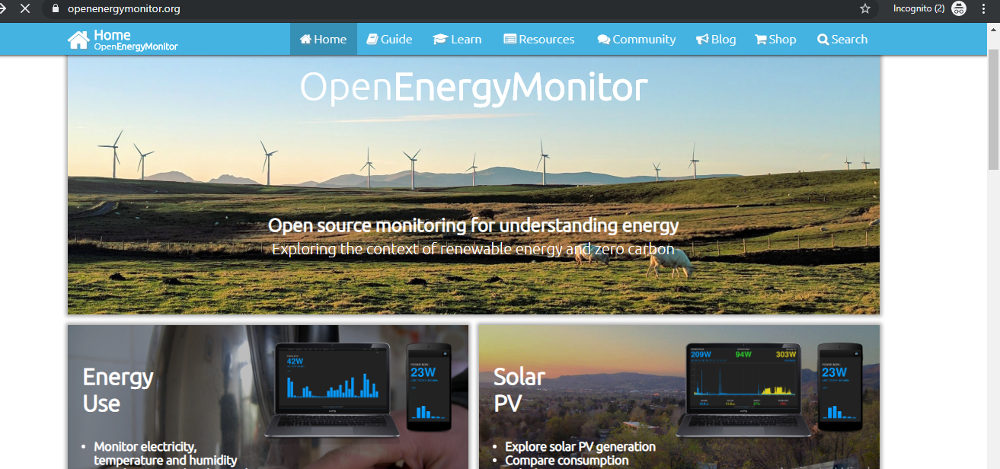 openenergymonitor.org
Incognito (2)
Home
OpenEnergyMonitor
Home Guide Learn Resources Community Blog Shop Search
OpenEnergyMonitor
Open source monitoring for understanding energy
Exploring the context of renewable energy and zero carbon
Energy
Use
42W
23W
• Monitor electricity,
temperature and humidity
Solar
PV
209W 94W 303W
23W
• Explore solar PV generation
• Compare consumption